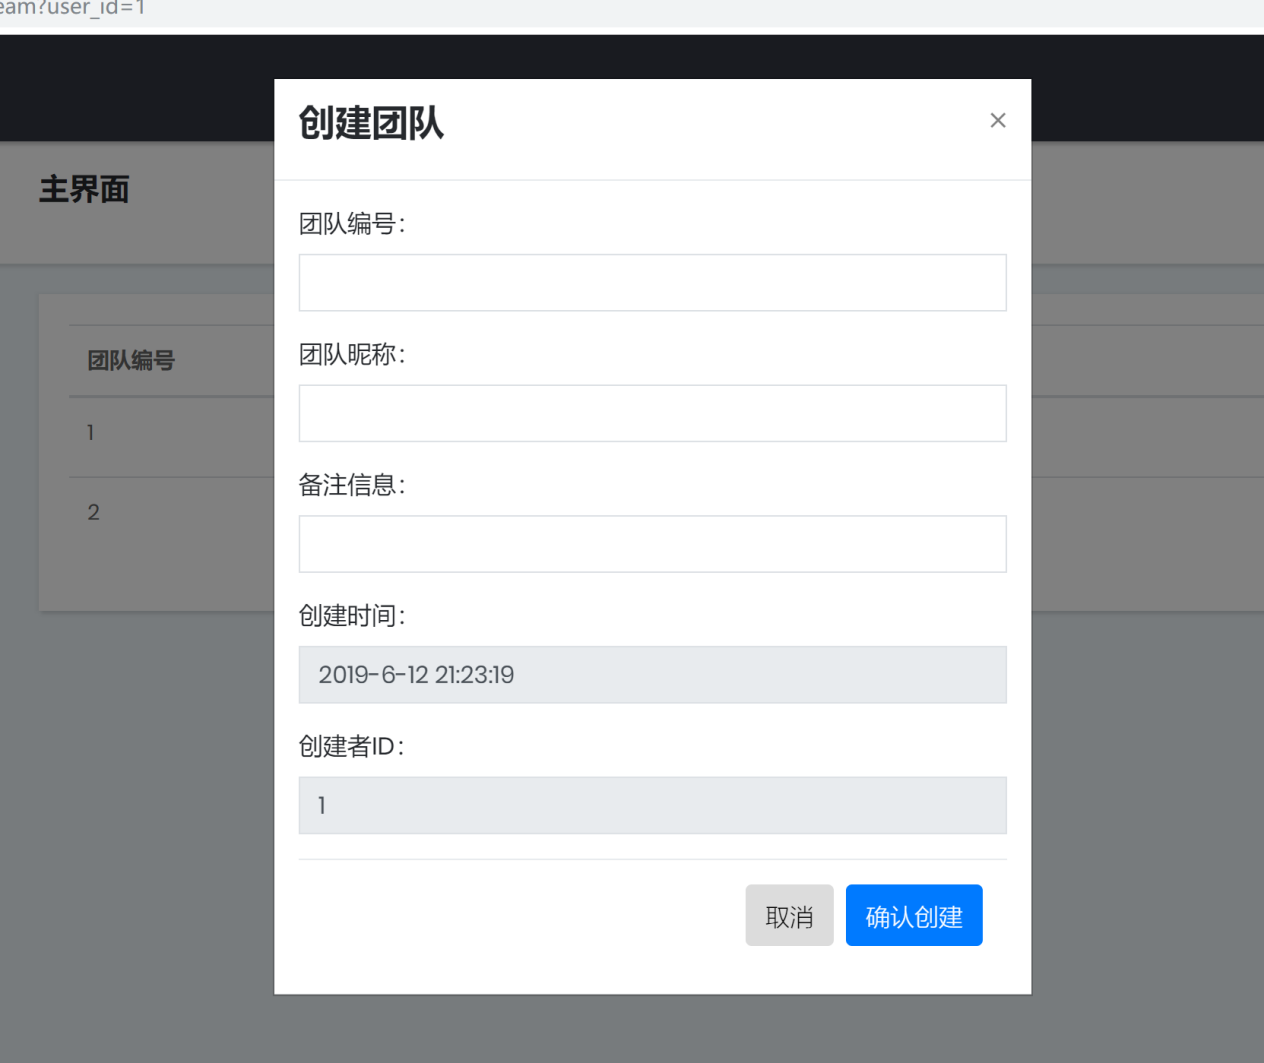 eam?user_id=1
创建团队
×
主界面
团队编号：
团队昵称：
团队编号
1
备注信息：
2
创建时间：
2019-6-12 21:23:19
创建者ID：
1
取消 确认创建